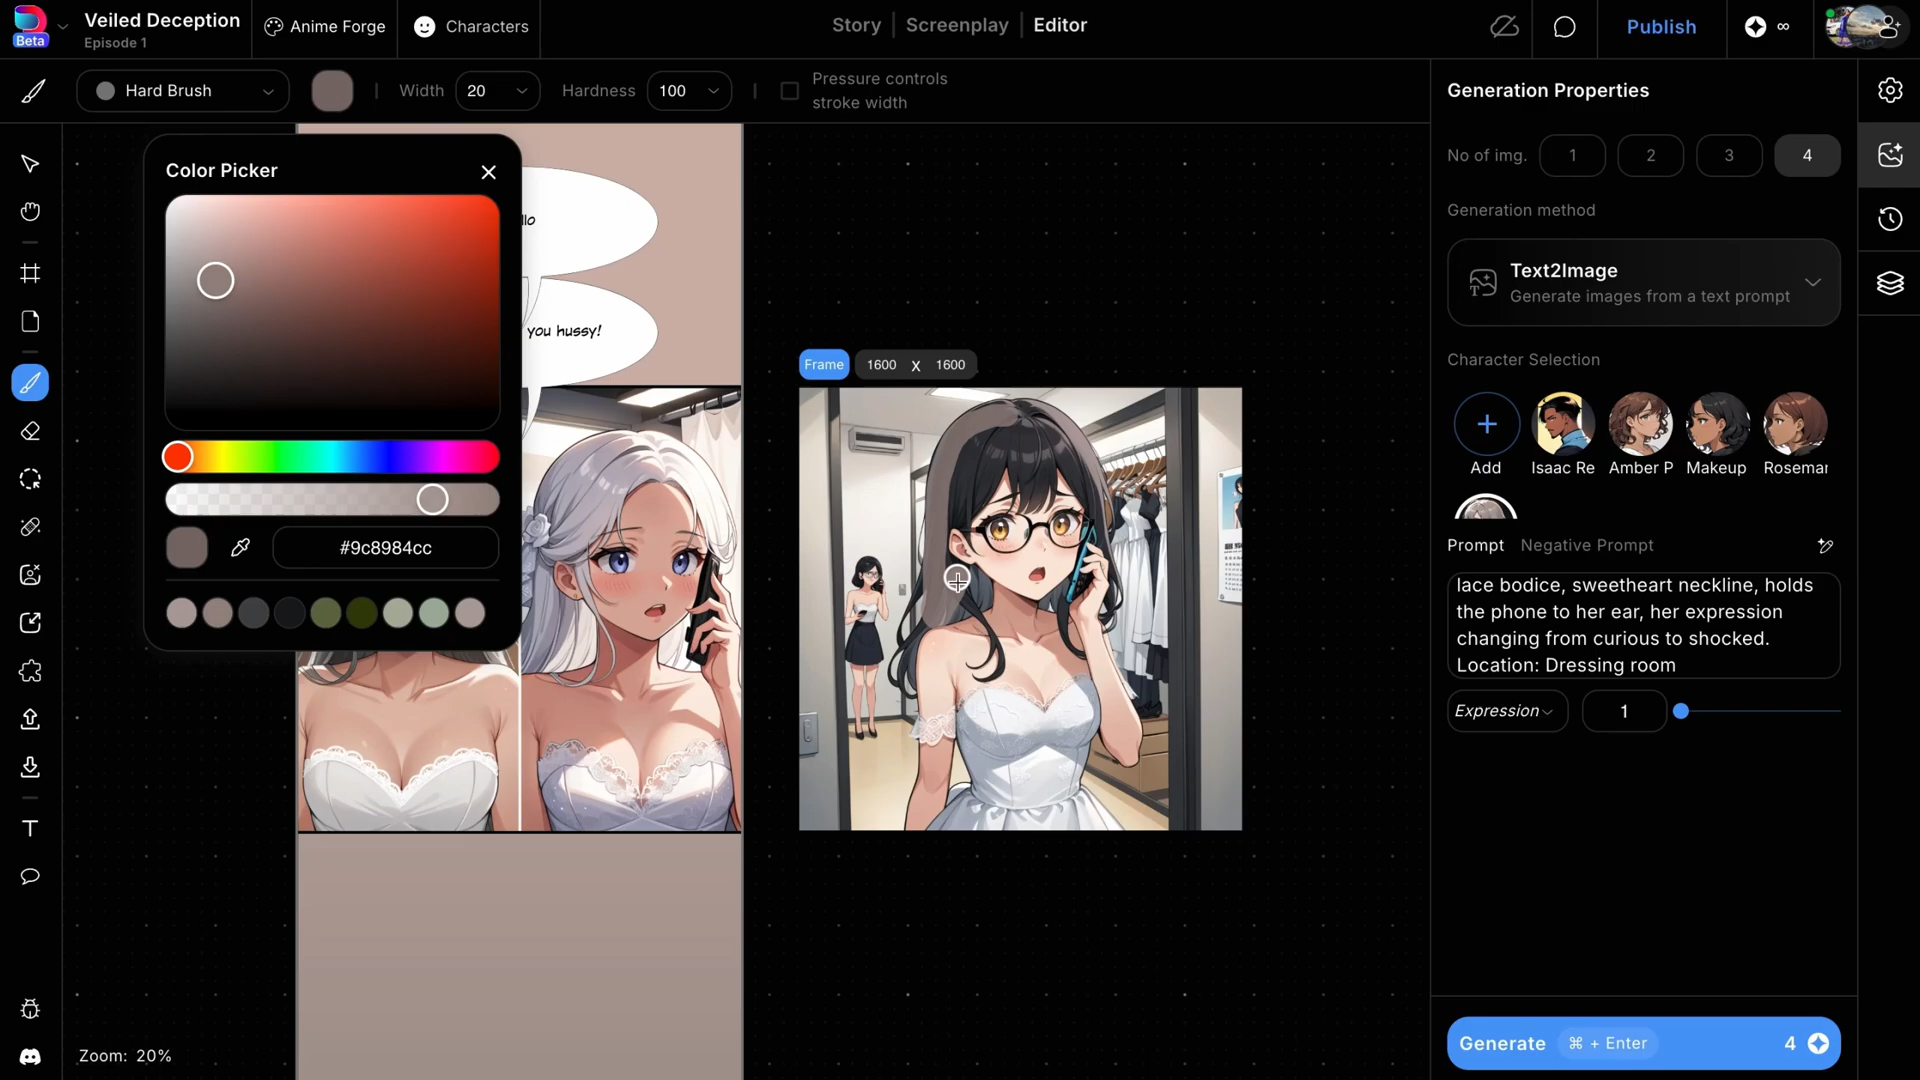 Beta
Veiled Deception
Episode 1
Anime Forge
Characters
Story
Screenplay
Editor
Publish
∞
Hard Brush
Width
20
Hardness
100
Pressure controls
stroke width
Color Picker
#9c8984cc
llo
you hussy!
Frame
1600 x 1600
Generation Properties
No of img.
1
2
3
4
Generation method
Text2Image
Generate images from a text prompt
Character Selection
Add
Isaac Re
Amber P
Makeup
Rosemar
Prompt
Negative Prompt
lace bodice, sweetheart neckline, holds
the phone to her ear, her expression
changing from curious to shocked.
Location: Dressing room
Expression
1
Generate
⌘ + Enter
4
Zoom: 20%